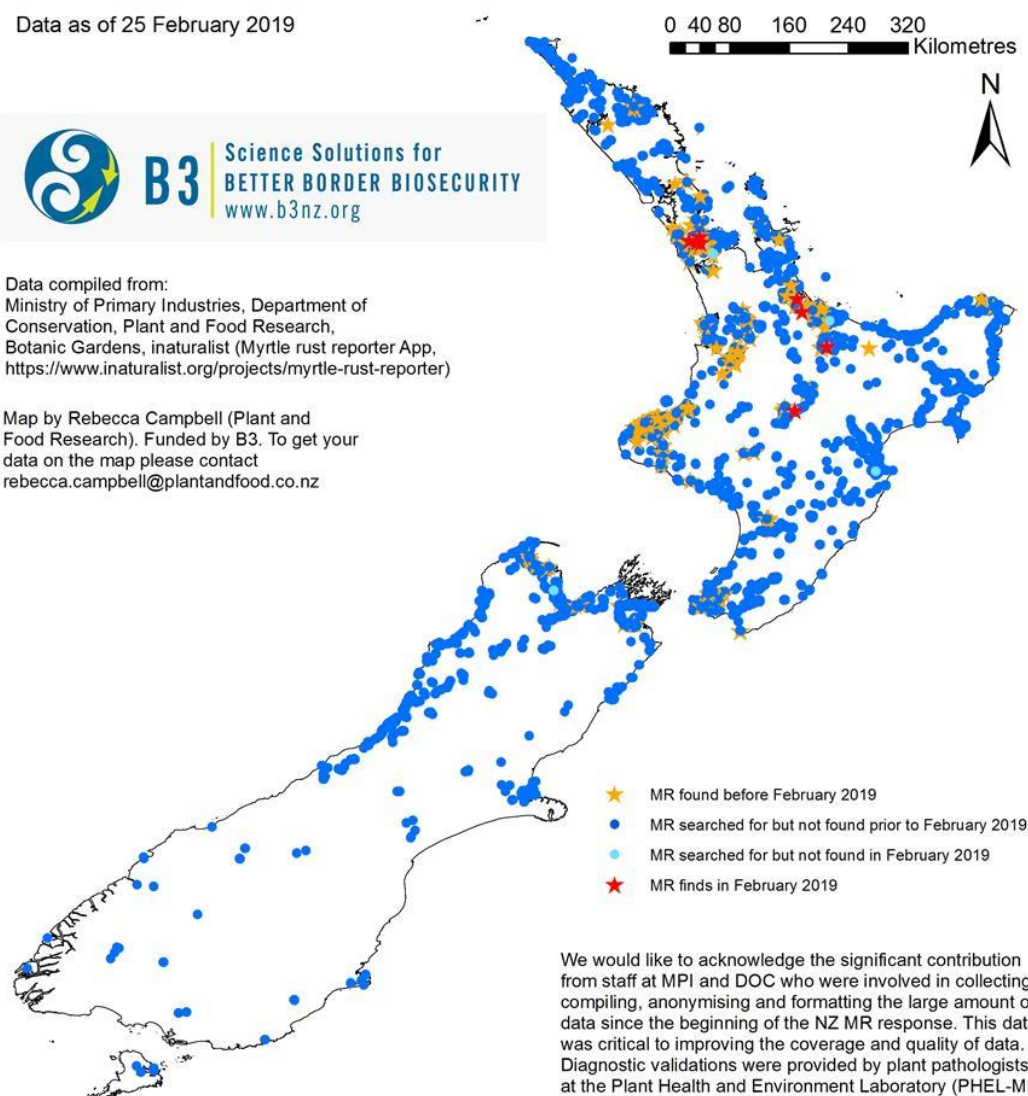 Data as of 25 February 2019
0 40 80 160 240 320
Kilometres
N
B3
Science Solutions for
BETTER BORDER BIOSECURITY
www.b3nz.org
Data compiled from:
Ministry of Primary Industries, Department of
Conservation, Plant and Food Research,
Botanic Gardens, inaturalist (Myrtle rust reporter App,
https://www.inaturalist.org/projects/myrtle-rust-reporter)
Map by Rebecca Campbell (Plant and
Food Research). Funded by B3. To get your
data on the map please contact
rebecca.campbell@plantandfood.co.nz
MR found before February 2019
MR searched for but not found prior to February 2019
MR searched for but not found in February 2019
MR finds in February 2019
We would like to acknowledge the significant contribution
from staff at MPI and DOC who were involved in collecting
compiling, anonymising and formatting the large amount o
data since the beginning of the NZ MR response. This dat
was critical to improving the coverage and quality of data.
Diagnostic validations were provided by plant pathologists
at the Plant Health and Environment Laboratory (PHEL-M